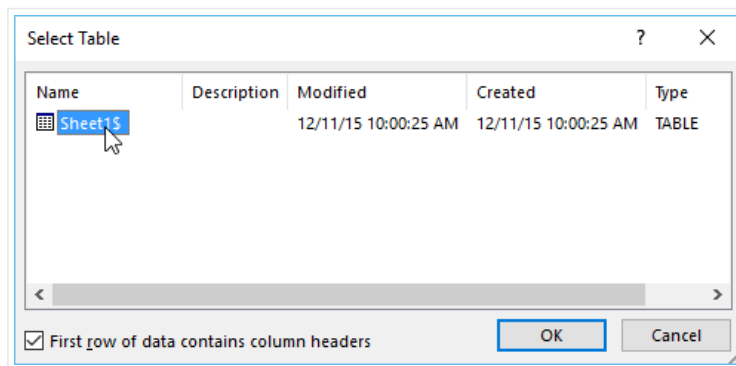 Select Table ?
Name Description Modified Created Type
Sheet1$ 12/11/15 10:00:25 AM 12/11/15 10:00:25 AM TABLE
First row of data contains column headers OK Cancel